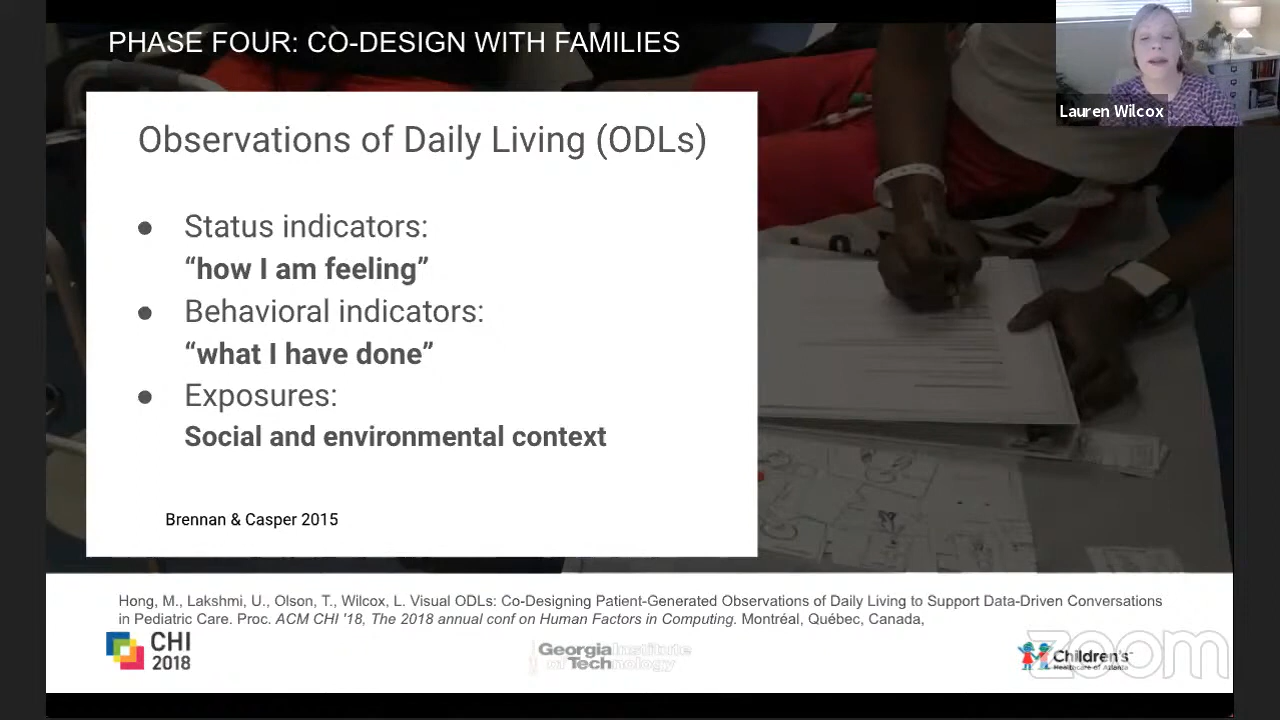 PHASE FOUR: CO-DESIGN WITH FAMILIES
Lauren Wilcox
Observations of Daily Living (ODLs)
● Status indicators:
“how I am feeling”
● Behavioral indicators:
“what I have done”
● Exposures:
Social and environmental context
Brennan & Casper 2015
Hong, M., Lakshmi, U., Olson, T., Wilcox, L. Visual ODLs: Co-Designing Patient-Generated Observations of Daily Living to Support Data-Driven Conversations
in Pediatric Care. Proc. ACM CHI '18, The 2018 annual conf on Human Factors in Computing. Montréal, Québec, Canada,
CHI
2018
Georgia Institute
of Technology
Children's
Healthcare of Atlanta
zoom